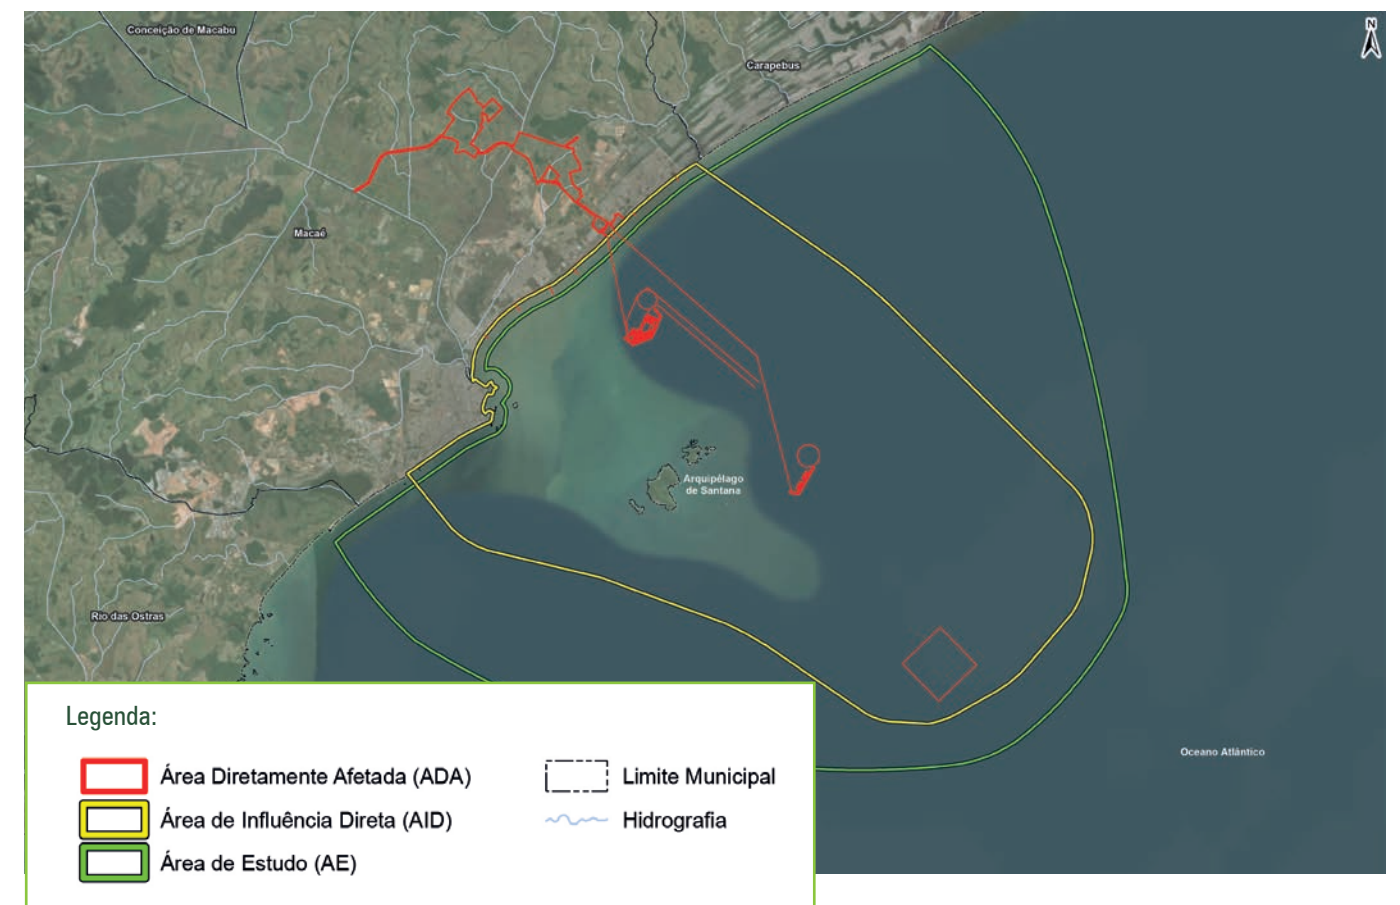 Conceição de Macabu
N
Carapebus
Macaé
Arquipélago
de Santana
Rio das Ostras
Oceano Atlântico
Legenda:
Área Diretamente Afetada (ADA)
Limite Municipal
Área de Influência Direta (AID)
Hidrografia
Área de Estudo (AE)